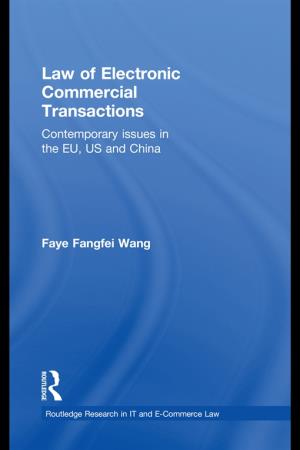 Law of Electronic
Commercial
Transactions
Contemporary issues in
the EU, US and China
Faye Fangfei Wang
ROUTLEDGE
Routledge Research in IT and E-Commerce Law